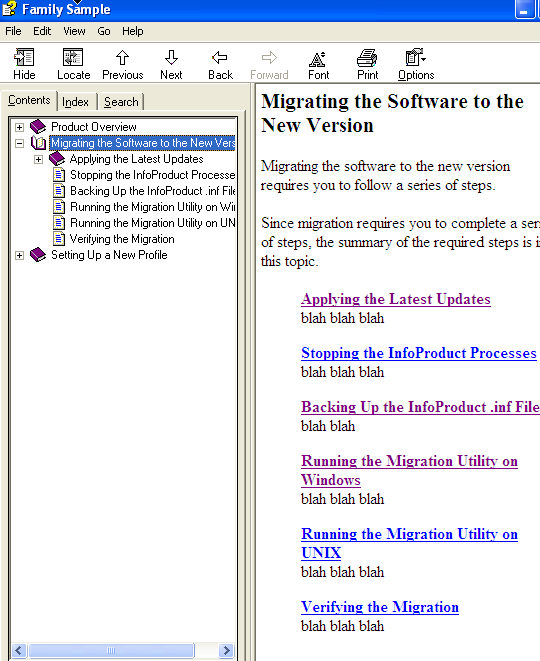 Family Sample
File Edit View Go Help
Hide Locate Previous Next Back Forward Font Print Options
Contents Index Search
Product Overview
Migrating the Software to the New Vers
Applying the Latest Updates
Stopping the InfoProduct Processe
Backing Up the InfoProduct .inf File
Running the Migration Utility on Wi
Running the Migration Utility on UN
Verifying the Migration
Setting Up a New Profile
Migrating the Software to the
New Version
Migrating the software to the new version
requires you to follow a series of steps.
Since migration requires you to complete a seri
of steps, the summary of the required steps is i
this topic.
Applying the Latest Updates
blah blah blah
Stopping the InfoProduct Processes
blah blah blah
Backing Up the InfoProduct .inf File
blah blah
Running the Migration Utility on
Windows
blah blah blah
Running the Migration Utility on
UNIX
blah blah blah
Verifying the Migration
blah blah blah